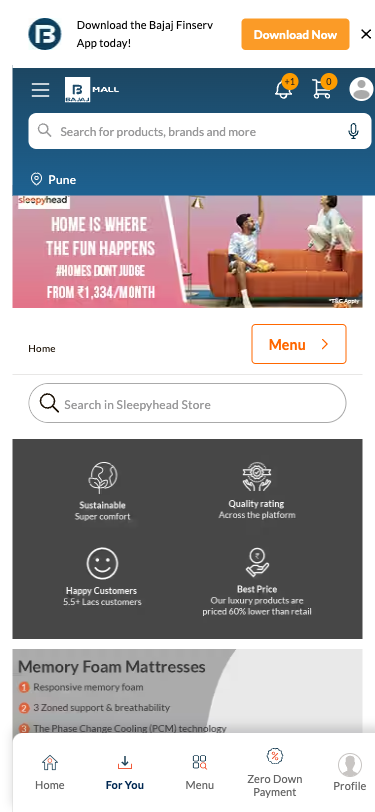 Download the Bajaj Finserv
App today!
Download Now
+1
0
B
BAJAJ
MALL
Search for products, brands and more
Pune
sleepyhead
HOME IS WHERE
THE FUN HAPPENS
#HOMES DONT JUDGE
FROM ₹1,334/MONTH
*T&C Apply
Home
Menu
Search in Sleepyhead Store
Sustainable
Super comfort
Quality rating
Across the platform
Happy Customers
5.5+ Lacs customers
Best Price
Our luxury products are
priced 60% lower than retail
Memory Foam Mattresses
1 Responsive memory foam
2 3 Zoned support & breathability
3 The Phase Change Cooling (PCM) technology
Home
For You
Menu
Zero Down
Payment
Profile